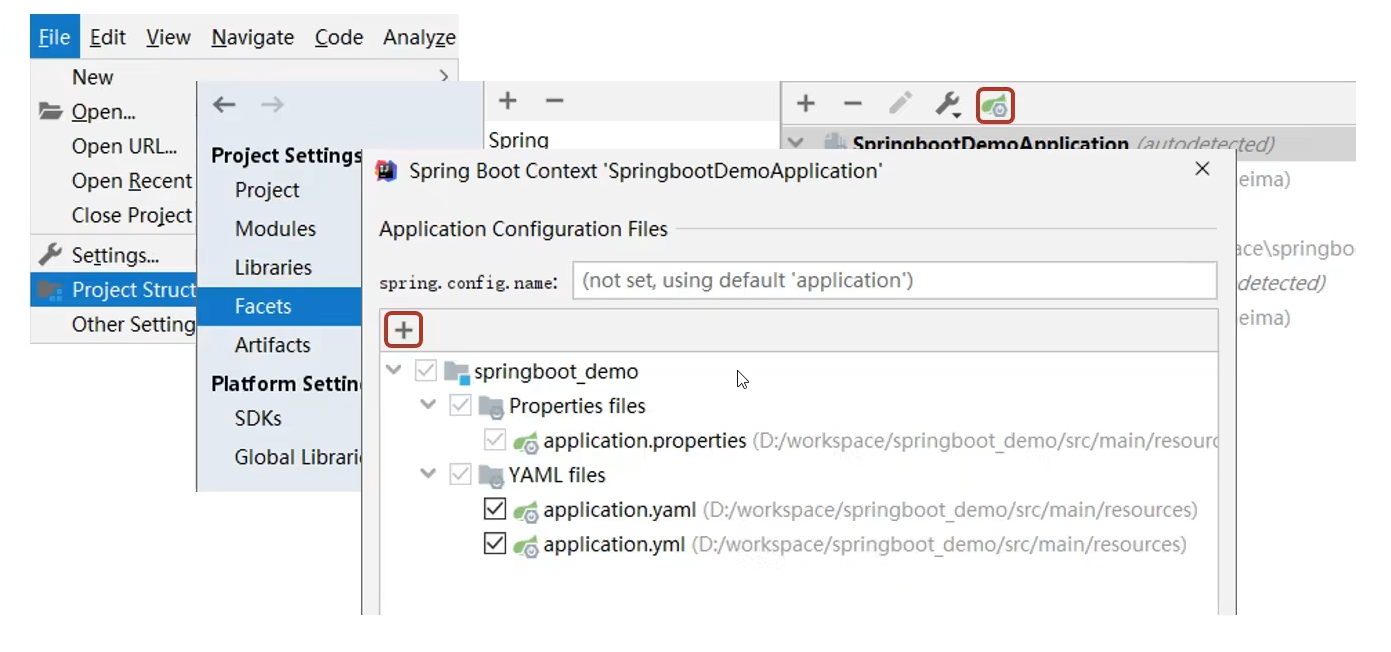 File Edit View Navigate Code Analyze
New
Open...
Open URL...
Open Recent
Close Project
Settings...
Project Struct
Other Setting
Project Settings
Project
Modules
Libraries
Facets
Artifacts
Platform Settin
SDKs
Global Librari
Spring
SpringbootDemoApplication (autodetected)
eima)
ace\springbo
detected)
eima)
Spring Boot Context 'SpringbootDemoApplication'
Application Configuration Files
spring.config.name: (not set, using default 'application')
springboot_demo
Properties files
application.properties (D:/workspace/springboot_demo/src/main/resourc
YAML files
application.yaml (D:/workspace/springboot_demo/src/main/resources)
application.yml (D:/workspace/springboot_demo/src/main/resources)